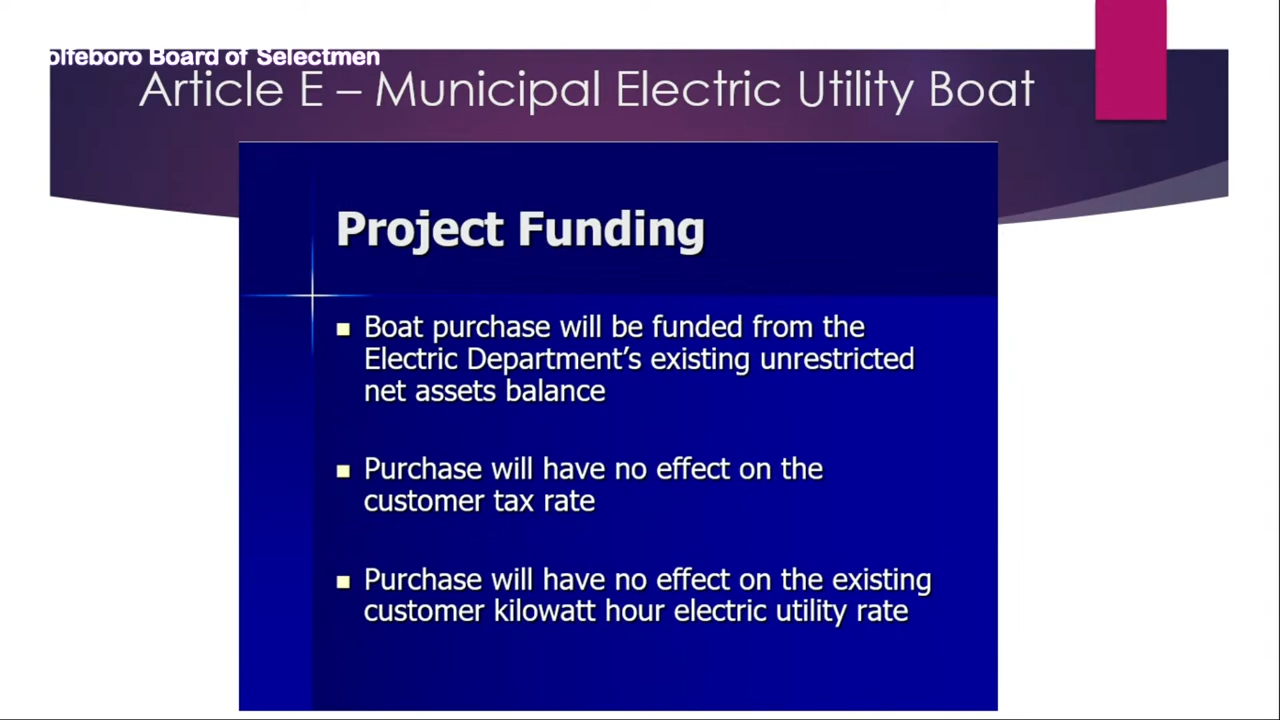 olfeboro Board of Selectmen
Article E – Municipal Electric Utility Boat
Project Funding
Boat purchase will be funded from the
Electric Department’s existing unrestricted
net assets balance
Purchase will have no effect on the
customer tax rate
Purchase will have no effect on the existing
customer kilowatt hour electric utility rate